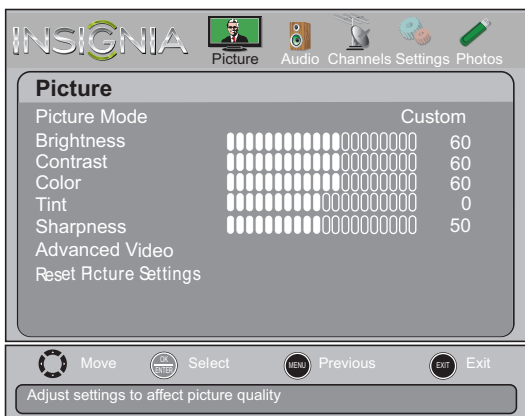 INSIGNIA
Picture Audio Channels Settings Photos
Picture
Picture Mode Custom
Brightness 60
Contrast 60
Color 60
Tint 0
Sharpness 50
Advanced Video
Reset Picture Settings
Move OK ENTER Select MENU Previous EXIT Exit
Adjust settings to affect picture quality